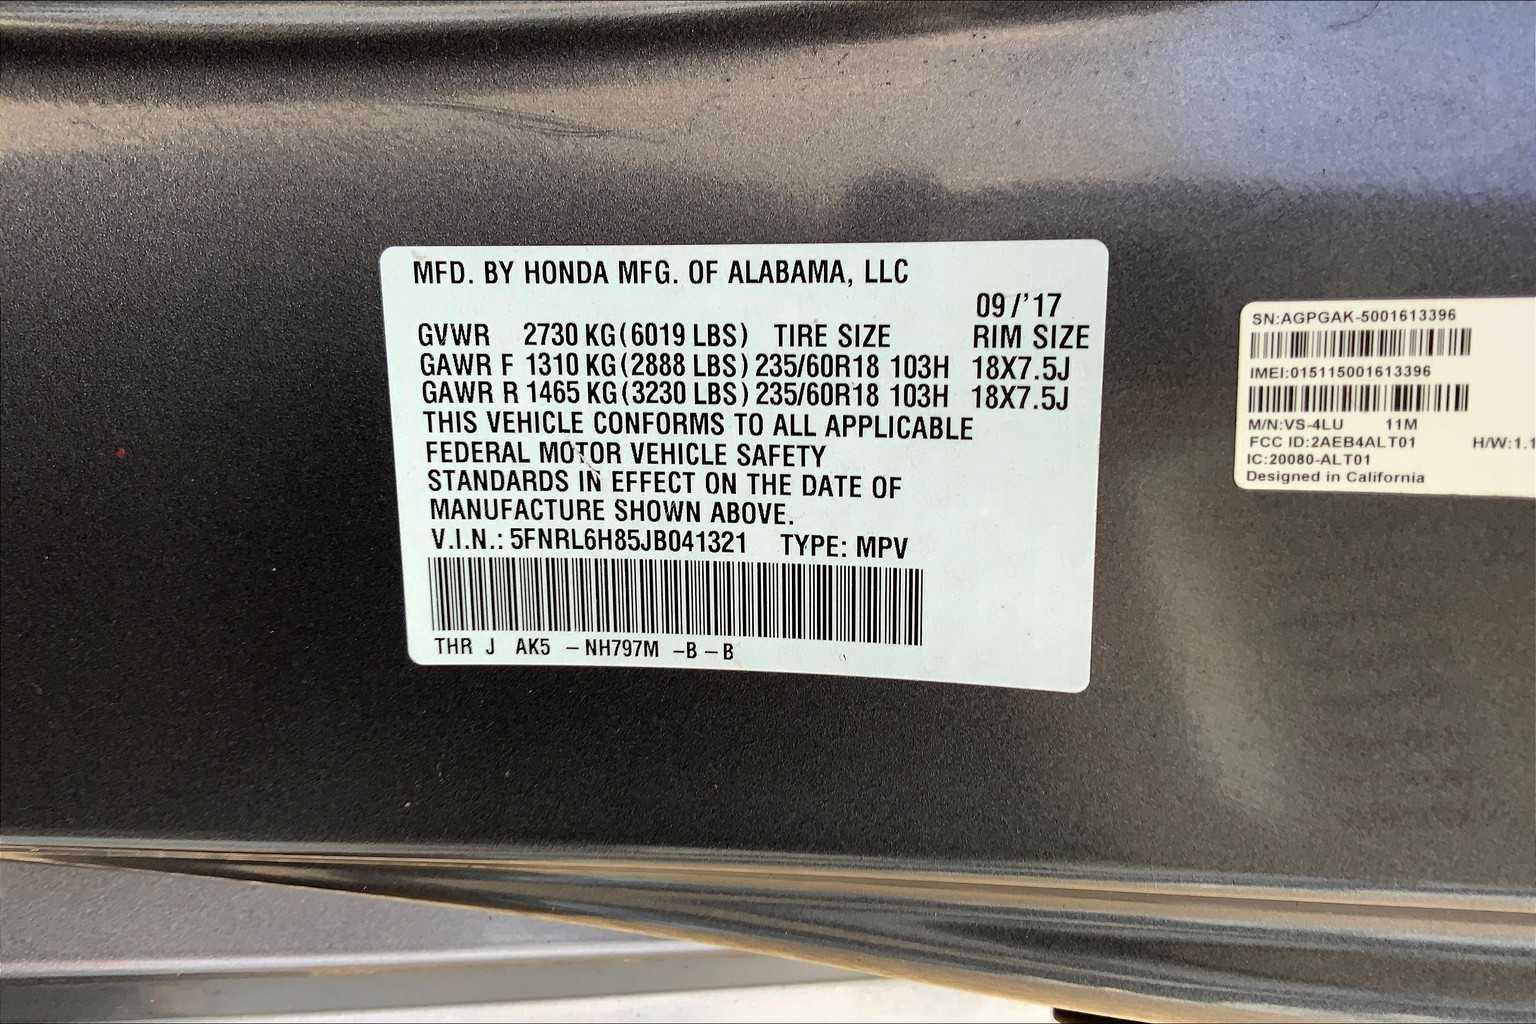 MFD. BY HONDA MFG. OF ALABAMA, LLC
09/'17
GVWR 2730 KG(6019 LBS) TIRE SIZE RIM SIZE
GAWR F 1310 KG(2888 LBS) 235/60R18 103H 18X7.5J
GAWR R 1465 KG(3230 LBS) 235/60R18 103H 18X7.5J
THIS VEHICLE CONFORMS TO ALL APPLICABLE
FEDERAL MOTOR VEHICLE SAFETY
STANDARDS IN EFFECT ON THE DATE OF
MANUFACTURE SHOWN ABOVE.
V.I.N.: 5FNRL6H85JB041321 TYPE: MPV
THR J AK5 -NH797M -B-B
SN:AGPGAK-5001613396
IMEI:015115001613396
M/N:VS-4LU 11M
FCC ID:2AEB4ALT01 H/W:1.1
IC:20080-ALT01
Designed in California